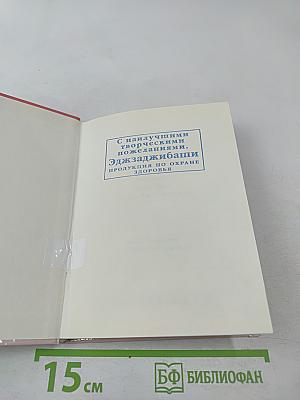 С наилучшими
творческими
пожеланиями.
Эджзаджибаши
ПРОДУКЦИЯ ПО ОХРАНЕ
ЗДОРОВЬЯ
15 см
БФ БИБЛИОФАН